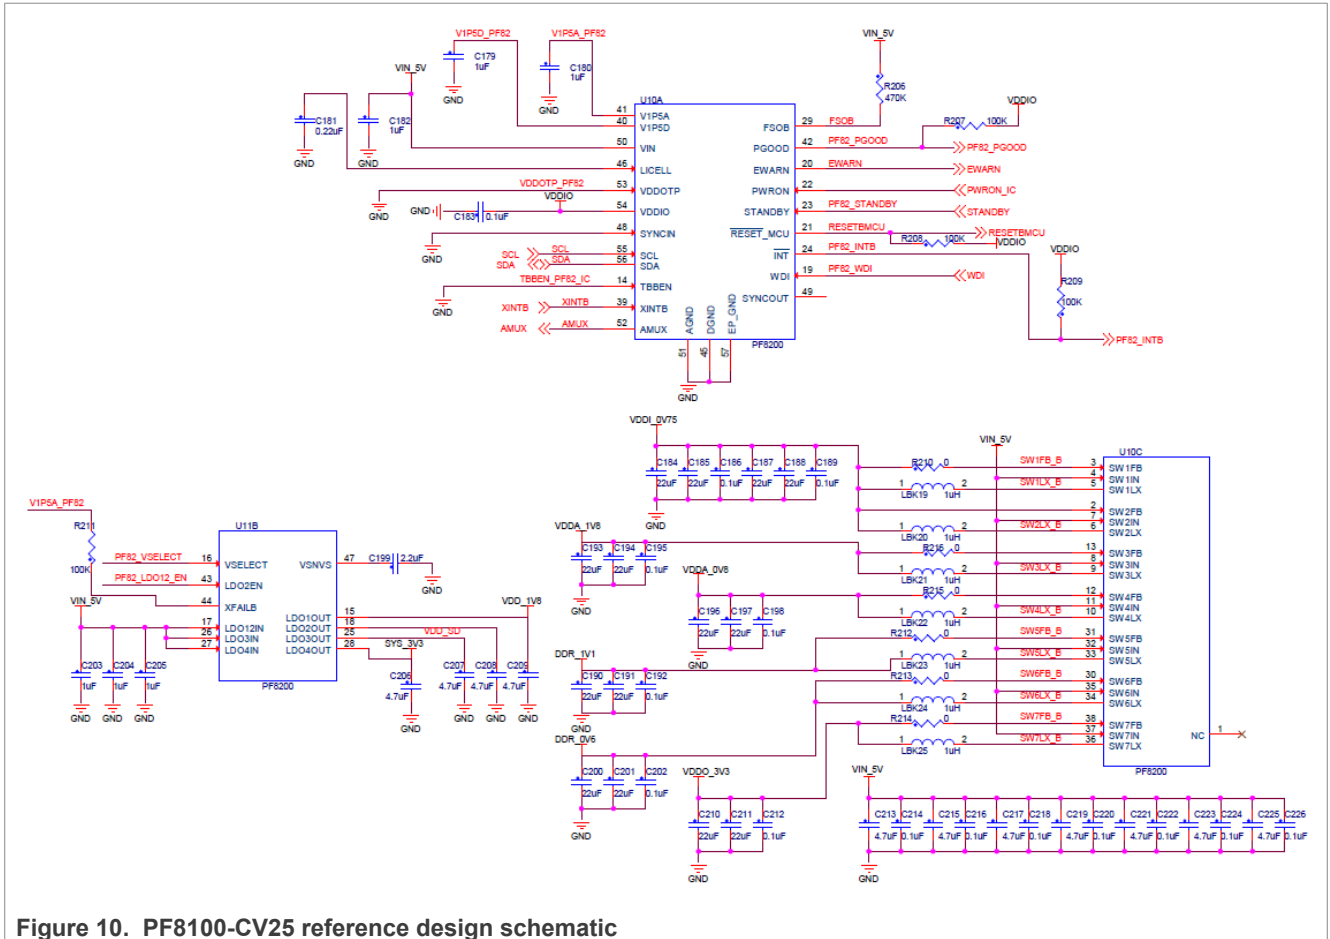 V1P5D_PF82
V1P5A_PF82
VIN_5V
C179
1uF
C180
1uF
VIN_5V
GND
GND
R206
470K
C181
0.22uF
C182
1uF
GND
GND
U10A
41 V1P5A
40 V1P5D
50 VIN
46 LICELL
VDDOTP_PF82 53 VDDOTP
GND
VDDIO
GND C183 0.1uF 54 VDDIO
48 SYNCIN
GND
SCL SCL 55 SCL
SDA SDA 56 SDA
TBBEN_PF82_IC 14 TBBEN
GND
XINTB XINTB 39 XINTB
AMUX AMUX 52 AMUX
FSOB 29 FSOB
PGOOD 42 PF82_PGOOD
R207 100K
VDDIO
PF82_PGOOD
EWARN 20 EWARN
EWARN
PWRON 22
PWRON_IC
STANDBY 23 PF82_STANDBY
STANDBY
RESET_MCU 21 RESETBMCU
RESETBMCU
R208 100K
VDDIO
INT 24 PF82_INTB
VDDIO
WDI 19 PF82_WDI
WDI
R209
100K
SYNCOUT 49
PF82_INTB
AGND
DGND
EP_GND
PF8200
51
45
57
GND
VDDI_0V75
C184
22uF
C185
22uF
C186
0.1uF
C187
22uF
C188
22uF
C189
0.1uF
GND
VIN_5V
U10C
R210 0 SW1FB_B 3 SW1FB
4 SW1IN
1 2 SW1LX_B 5 SW1LX
LBK19 1uH
2 SW2FB
7 SW2IN
1 2 SW2LX_B 6 SW2LX
LBK20 1uH
R216 0 SW3FB_B 13 SW3FB
8 SW3IN
1 2 SW3LX_B 9 SW3LX
LBK21 1uH
R215 0 SW4FB_B 12 SW4FB
11 SW4IN
1 2 SW4LX_B 10 SW4LX
LBK22 1uH
R212 0 SW5FB_B 31 SW5FB
32 SW5IN
1 2 SW5LX_B 33 SW5LX
LBK23 1uH
R213 0 SW6FB_B 30 SW6FB
35 SW6IN
1 2 SW6LX_B 34 SW6LX
LBK24 1uH
R214 0 SW7FB_B 38 SW7FB
37 SW7IN
1 2 SW7LX_B 36 SW7LX
LBK25 1uH
NC 1
PF8200
VDDA_1V8
C193
22uF
C194
22uF
C195
0.1uF
GND
VDDA_0V8
C196
22uF
C197
22uF
C198
0.1uF
GND
DDR_1V1
C190
22uF
C191
22uF
C192
0.1uF
GND
DDR_0V6
C200
22uF
C201
22uF
C202
0.1uF
GND
VDDO_3V3
C210
22uF
C211
22uF
C212
0.1uF
GND
V1P5A_PF82
R211
100K
U11B
PF82_VSELECT 16 VSELECT
PF82_LDO12_EN 43 LDO2EN
44 XFAILB
VIN_5V
17 LDO12IN
26 LDO3IN
27 LDO4IN
VSNVS 47 C199 2.2uF
GND
LDO1OUT 15
LDO2OUT 18
LDO3OUT 25
LDO4OUT 28
VDD_1V8
VDD_SD
SYS_3V3
PF8200
C203
1uF
C204
1uF
C205
1uF
GND
GND
GND
C206
4.7uF
C207
4.7uF
C208
4.7uF
C209
4.7uF
GND
GND
GND
GND
VIN_5V
C213 C214 C215 C216 C217 C218 C219 C220 C221 C222 C223 C224 C225 C226
4.7uF 0.1uF 4.7uF 0.1uF 4.7uF 0.1uF 4.7uF 0.1uF 4.7uF 0.1uF 4.7uF 0.1uF 4.7uF 0.1uF
GND
Figure 10. PF8100-CV25 reference design schematic